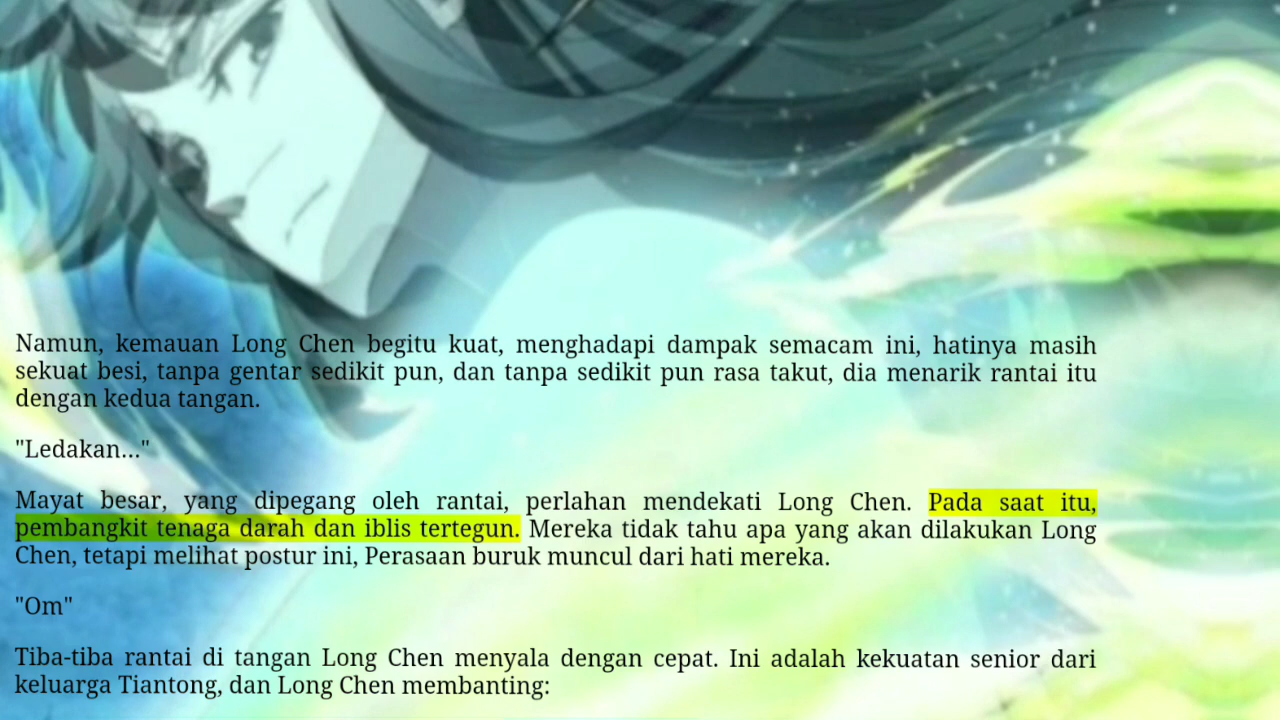 Namun, kemauan Long Chen begitu kuat, menghadapi dampak semacam ini, hatinya masih
sekuat besi, tanpa gentar sedikit pun, dan tanpa sedikit pun rasa takut, dia menarik rantai itu
dengan kedua tangan.
"Ledakan..."
Mayat besar, yang dipegang oleh rantai, perlahan mendekati Long Chen. Pada saat itu,
pembangkit tenaga darah dan iblis tertegun. Mereka tidak tahu apa yang akan dilakukan Long
Chen, tetapi melihat postur ini, Perasaan buruk muncul dari hati mereka.
"Om"
Tiba-tiba rantai di tangan Long Chen menyala dengan cepat. Ini adalah kekuatan senior dari
keluarga Tiantong, dan Long Chen membanting: